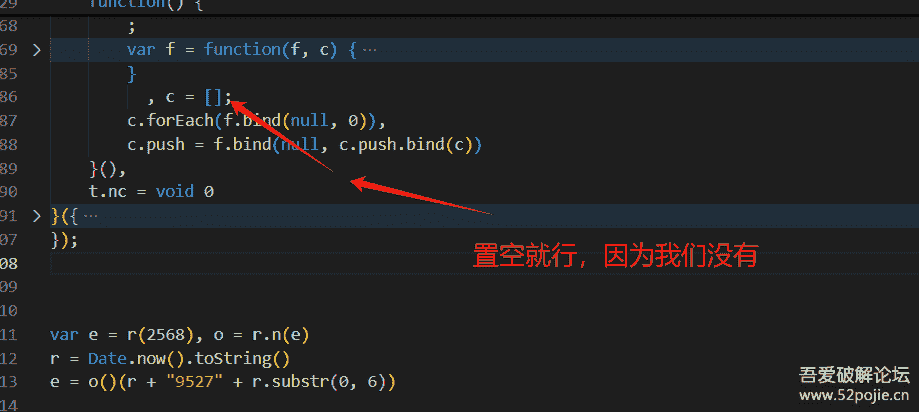 29 function() {
68 ;
69 var f = function(f, c) { …
85 }
86 , c = [];
87 c.forEach(f.bind(null, 0)),
88 c.push = f.bind(null, c.push.bind(c))
89 }(),
90 t.nc = void 0
91 }({ …
07 });
08
置空就行，因为我们没有
09
10
11 var e = r(2568), o = r.n(e)
12 r = Date.now().toString()
13 e = o()(r + "9527" + r.substr(0, 6))
14
吾爱破解论坛
www.52pojie.cn